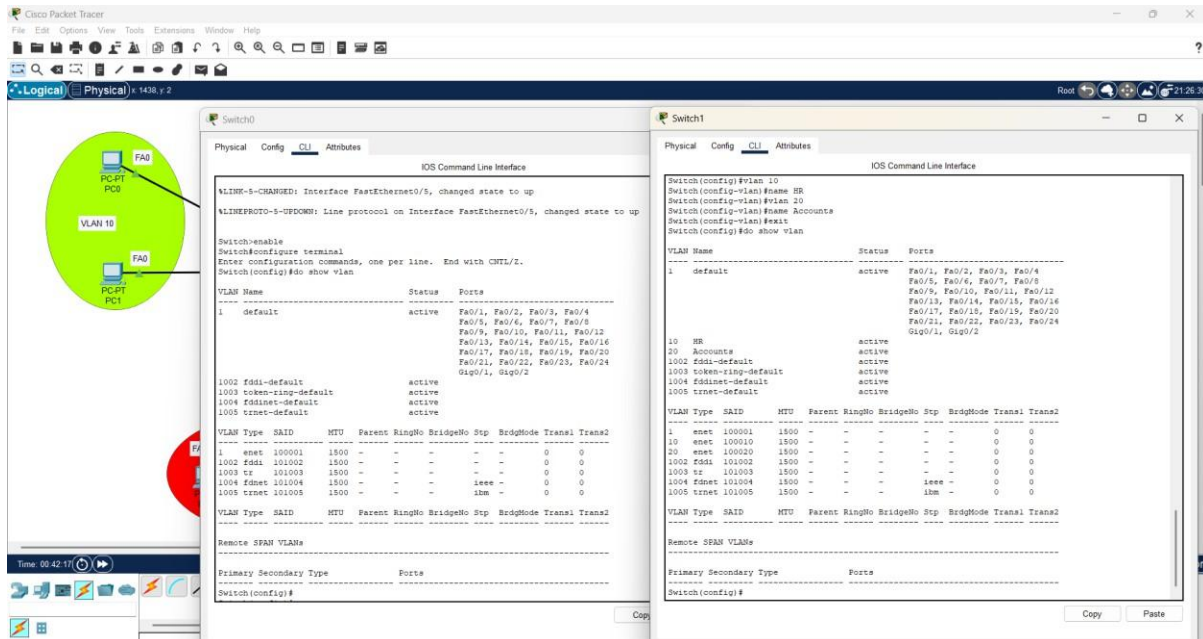 Cisco Packet Tracer
File Edit Options View Tools Extensions Window Help
?
Logical Physical x: 1438, y: 2
Root
PC-PT
PC0
FA0
VLAN 10
FA0
PC-PT
PC1
Time: 00:42:17
Switch0
Physical Config CLI Attributes
IOS Command Line Interface
%LINK-5-CHANGED: Interface FastEthernet0/5, changed state to up
%LINEPROTO-5-UPDOWN: Line protocol on Interface FastEthernet0/5, changed state to up
Switch>enable
Switch#configure terminal
Enter configuration commands, one per line. End with CNTL/Z.
Switch(config)#do show vlan
VLAN Name Status Ports
---- -------------------------------- --------- -------------------------------
1 default active Fa0/1, Fa0/2, Fa0/3, Fa0/4
Fa0/5, Fa0/6, Fa0/7, Fa0/8
Fa0/9, Fa0/10, Fa0/11, Fa0/12
Fa0/13, Fa0/14, Fa0/15, Fa0/16
Fa0/17, Fa0/18, Fa0/19, Fa0/20
Fa0/21, Fa0/22, Fa0/23, Fa0/24
Gig0/1, Gig0/2
1002 fddi-default active
1003 token-ring-default active
1004 fddinet-default active
1005 trnet-default active
VLAN Type SAID MTU Parent RingNo BridgeNo Stp BrdgMode Trans1 Trans2
1 enet 100001 1500 - - - - - 0 0
1002 fddi 101002 1500 - - - - - 0 0
1003 tr 101003 1500 - - - - - 0 0
1004 fdnet 101004 1500 - - - ieee - 0 0
1005 trnet 101005 1500 - - - ibm - 0 0
VLAN Type SAID MTU Parent RingNo BridgeNo Stp BrdgMode Trans1 Trans2
Remote SPAN VLANs
Primary Secondary Type Ports
Switch(config)#
Copy
Switch1
Physical Config CLI Attributes
IOS Command Line Interface
Switch(config)#vlan 10
Switch(config-vlan)#name HR
Switch(config-vlan)#vlan 20
Switch(config-vlan)#name Accounts
Switch(config-vlan)#exit
Switch(config)#do show vlan
VLAN Name Status Ports
1 default active Fa0/1, Fa0/2, Fa0/3, Fa0/4
Fa0/5, Fa0/6, Fa0/7, Fa0/8
Fa0/9, Fa0/10, Fa0/11, Fa0/12
Fa0/13, Fa0/14, Fa0/15, Fa0/16
Fa0/17, Fa0/18, Fa0/19, Fa0/20
Fa0/21, Fa0/22, Fa0/23, Fa0/24
Gig0/1, Gig0/2
10 HR active
20 Accounts active
1002 fddi-default active
1003 token-ring-default active
1004 fddinet-default active
1005 trnet-default active
VLAN Type SAID MTU Parent RingNo BridgeNo Stp BrdgMode Trans1 Trans2
1 enet 100001 1500 - - - - - 0 0
10 enet 100010 1500 - - - - - 0 0
20 enet 100020 1500 - - - - - 0 0
1002 fddi 101002 1500 - - - - - 0 0
1003 tr 101003 1500 - - - - - 0 0
1004 fdnet 101004 1500 - - - ieee - 0 0
1005 trnet 101005 1500 - - - ibm - 0 0
VLAN Type SAID MTU Parent RingNo BridgeNo Stp BrdgMode Trans1 Trans2
Remote SPAN VLANs
Primary Secondary Type Ports
Switch(config)#
Copy Paste